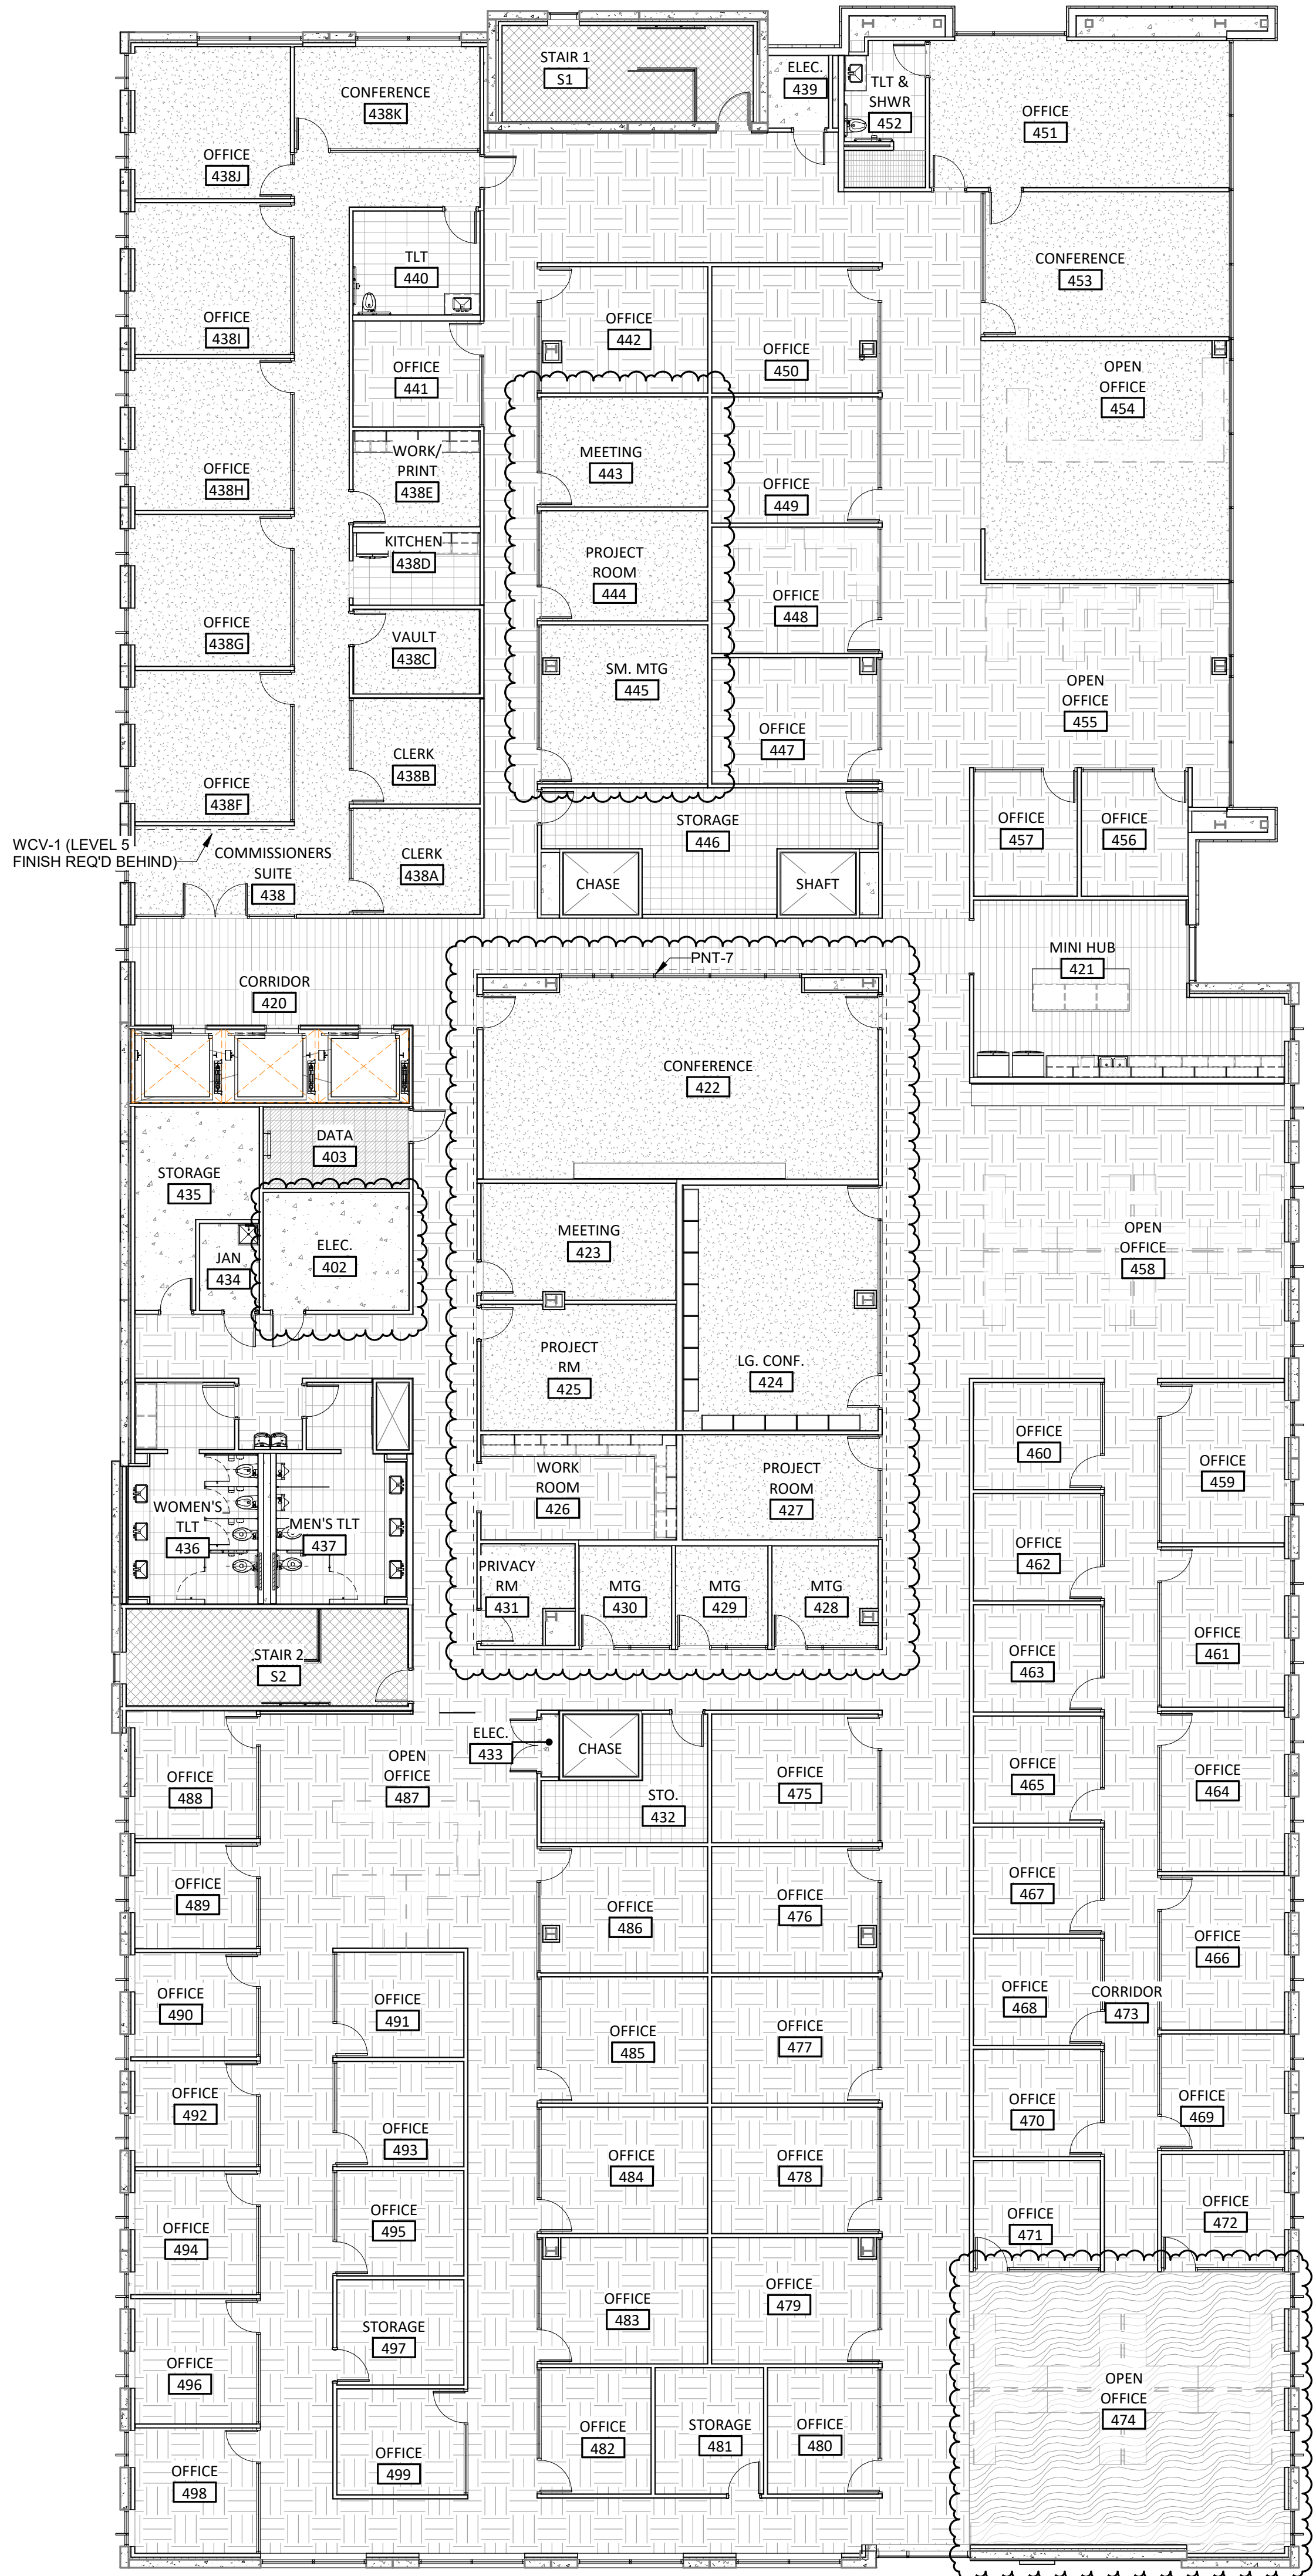 STAIR 1
S1
ELEC.
439
TLT &
SHWR
452
OFFICE
451
CONFERENCE
438K
OFFICE
438J
TLT
440
CONFERENCE
453
OFFICE
438I
OFFICE
442
OFFICE
450
OFFICE
441
OPEN
OFFICE
454
WORK/
PRINT
438E
MEETING
443
OFFICE
438H
OFFICE
449
KITCHEN
438D
PROJECT
ROOM
444
OFFICE
448
OFFICE
438G
VAULT
438C
SM. MTG
445
OPEN
OFFICE
455
OFFICE
447
CLERK
438B
OFFICE
438F
STORAGE
446
OFFICE
457
OFFICE
456
WCV-1 (LEVEL 5
FINISH REQ'D BEHIND)
COMMISSIONERS
SUITE
438
CLERK
438A
CHASE
SHAFT
MINI HUB
421
PNT-7
CORRIDOR
420
CONFERENCE
422
DATA
403
STORAGE
435
MEETING
423
OPEN
OFFICE
458
ELEC.
402
JAN
434
PROJECT
RM
425
LG. CONF.
424
OFFICE
460
OFFICE
459
WORK
ROOM
426
PROJECT
ROOM
427
WOMEN'S
TLT
436
MEN'S TLT
437
OFFICE
462
PRIVACY
RM
431
MTG
430
MTG
429
MTG
428
OFFICE
463
OFFICE
461
STAIR 2
S2
ELEC.
433
CHASE
OPEN
OFFICE
487
OFFICE
488
STO.
432
OFFICE
475
OFFICE
465
OFFICE
464
OFFICE
489
OFFICE
486
OFFICE
476
OFFICE
467
OFFICE
466
OFFICE
490
OFFICE
491
OFFICE
468
CORRIDOR
473
OFFICE
485
OFFICE
477
OFFICE
492
OFFICE
493
OFFICE
470
OFFICE
469
OFFICE
484
OFFICE
478
OFFICE
494
OFFICE
495
OFFICE
471
OFFICE
472
OFFICE
483
OFFICE
479
STORAGE
497
OFFICE
496
OPEN
OFFICE
474
OFFICE
482
STORAGE
481
OFFICE
480
OFFICE
499
OFFICE
498